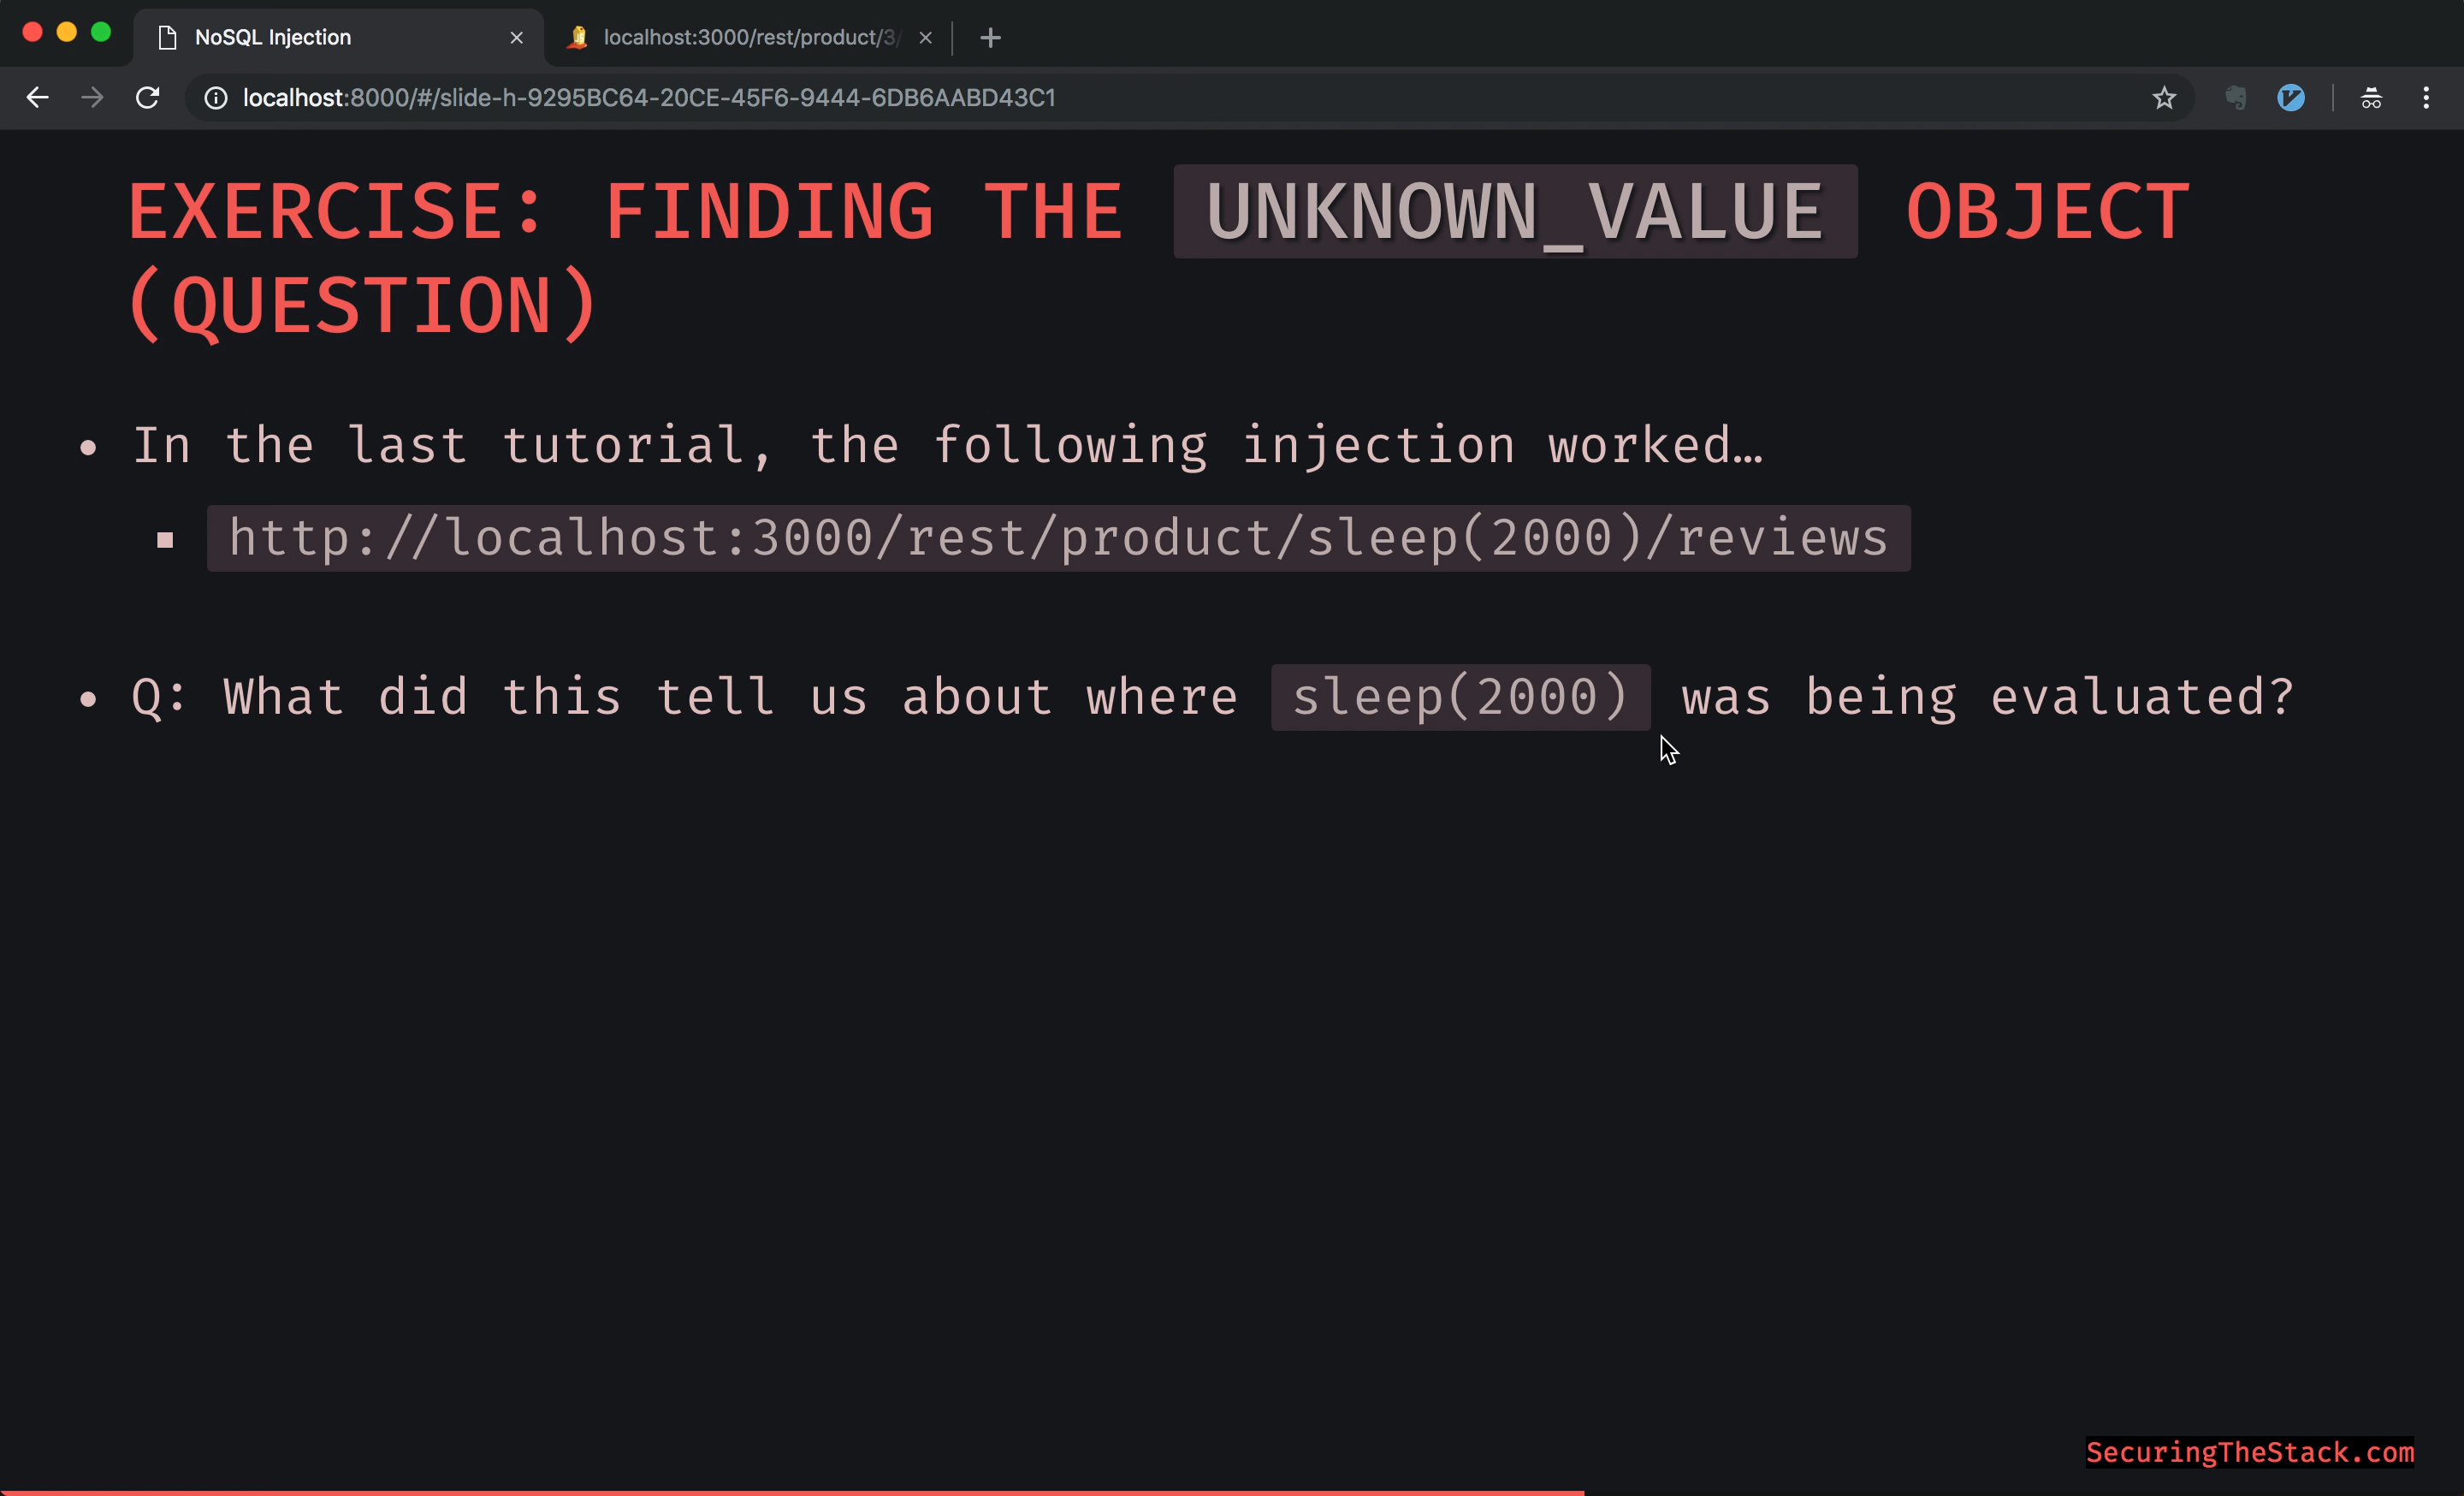 NoSQL Injection
localhost:3000/rest/product/3/
localhost:8000/#/slide-h-9295BC64-20CE-45F6-9444-6DB6AABD43C1
EXERCISE: FINDING THE UNKNOWN_VALUE OBJECT
(QUESTION)
• In the last tutorial, the following injection worked…
▪ http://localhost:3000/rest/product/sleep(2000)/reviews
• Q: What did this tell us about where sleep(2000) was being evaluated?
SecuringTheStack.com